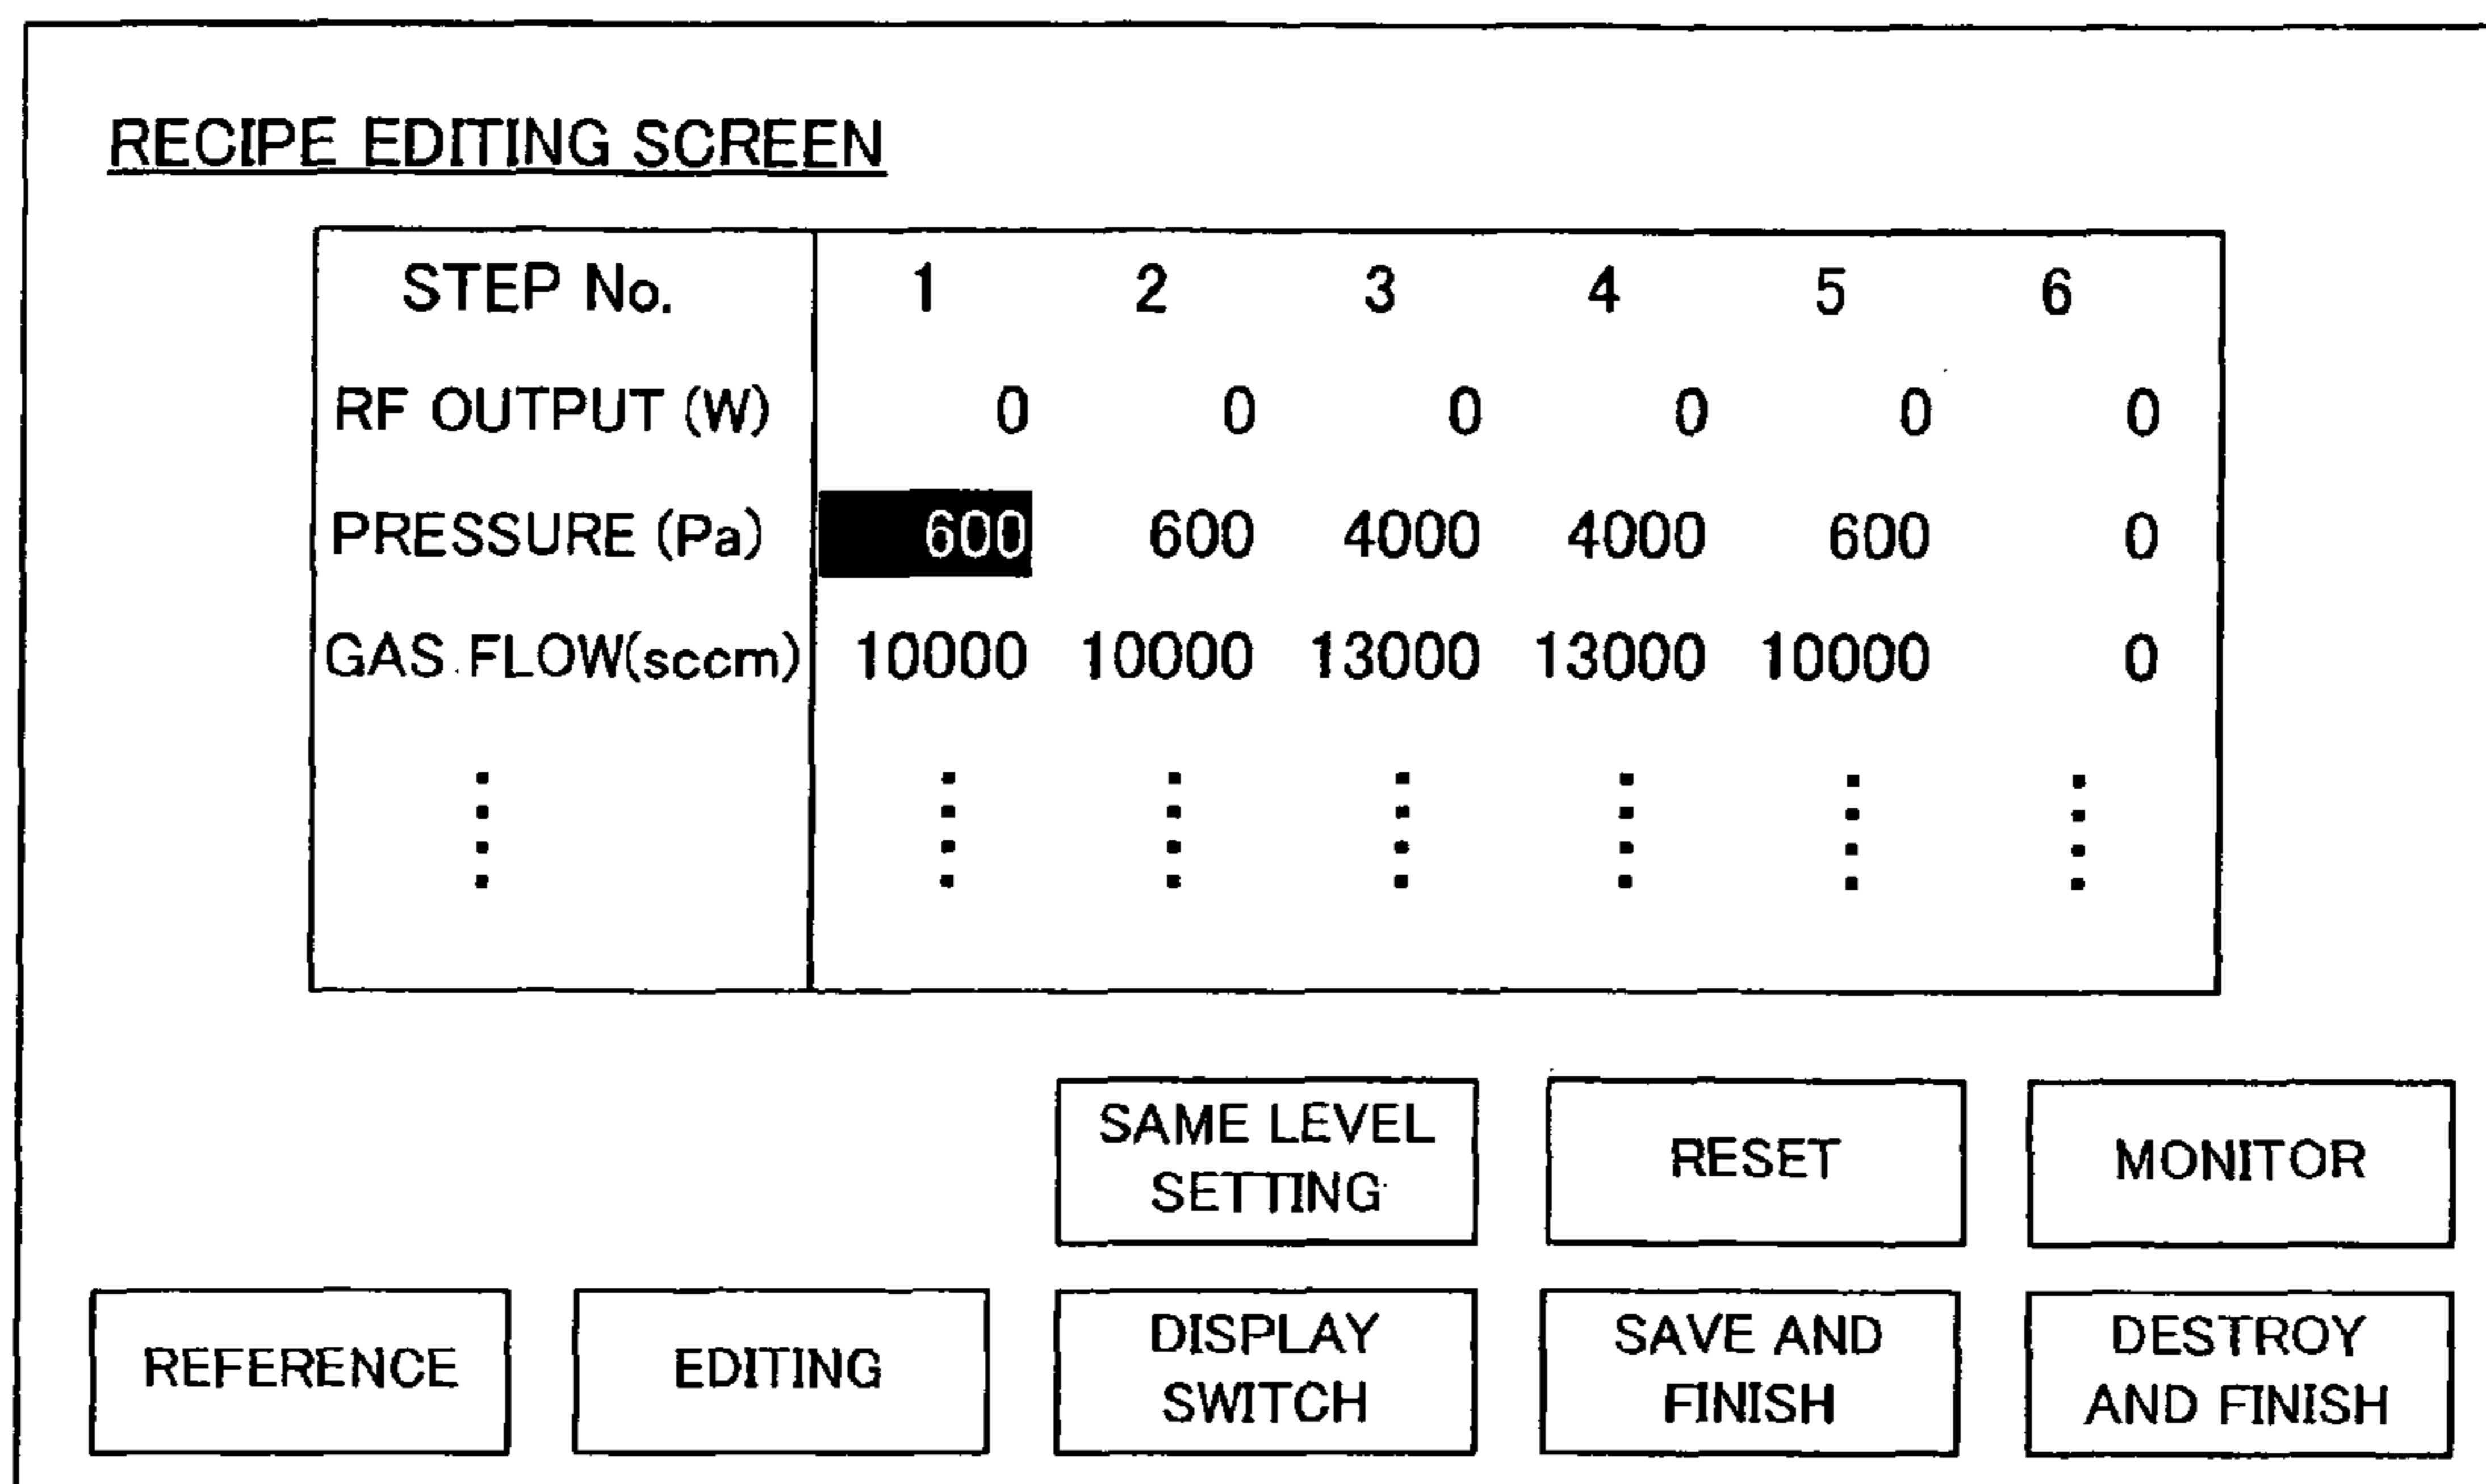 RECIPE EDITING SCREEN
STEP No. 1 2 3 4 5 6
RF OUTPUT (W) 0 0 0 0 0 0
PRESSURE (Pa) 600 600 4000 4000 600 0
GAS FLOW(sccm) 10000 10000 13000 13000 10000 0
SAME LEVEL
SETTING
RESET
MONITOR
REFERENCE
EDITING
DISPLAY
SWITCH
SAVE AND
FINISH
DESTROY
AND FINISH